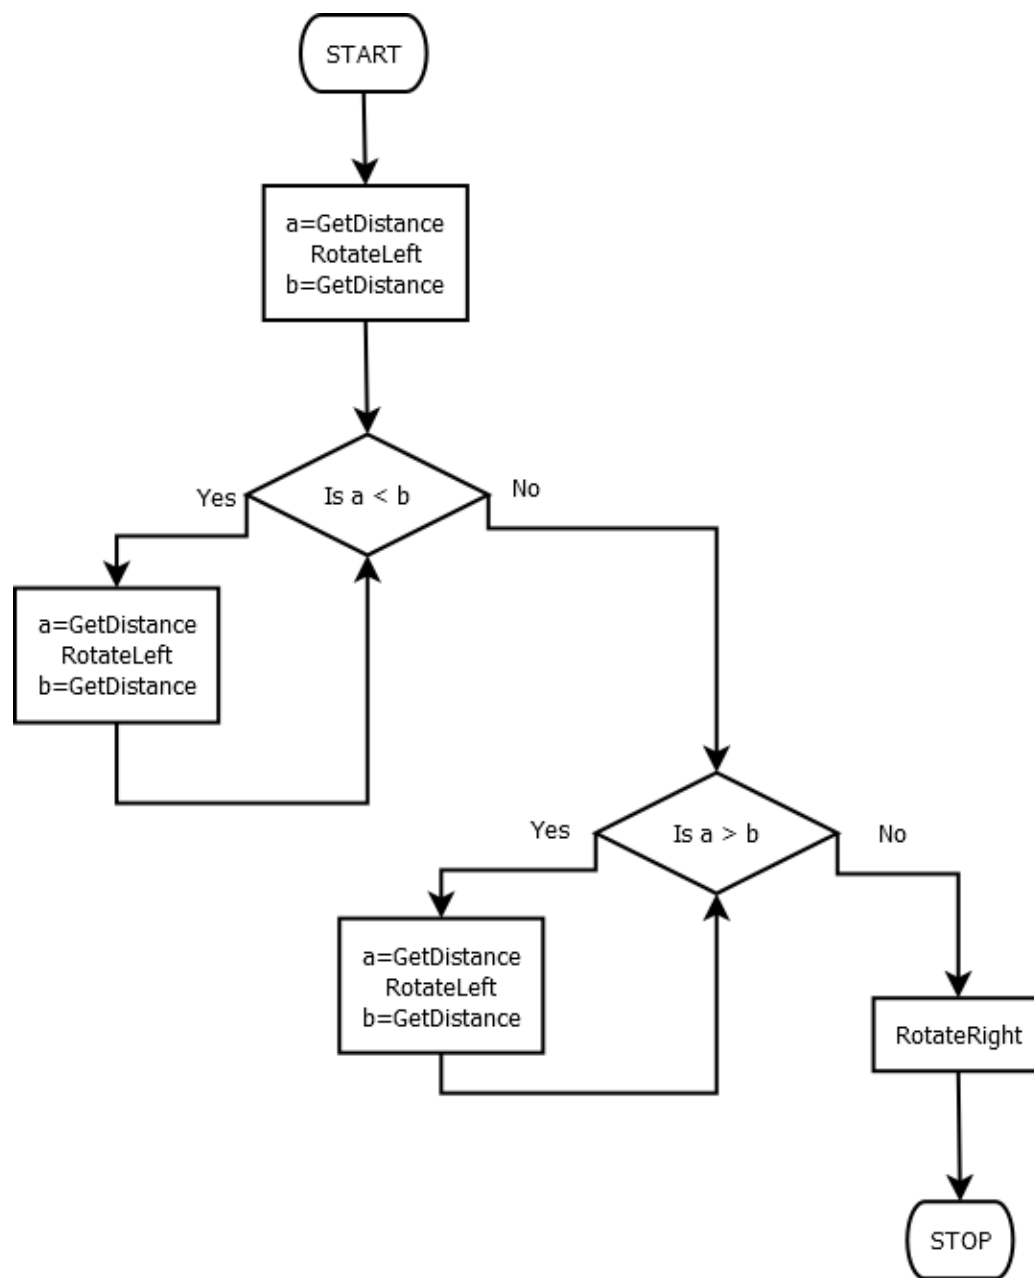 START
a=GetDistance
RotateLeft
b=GetDistance
Yes
Is a < b
No
a=GetDistance
RotateLeft
b=GetDistance
Yes
Is a > b
No
a=GetDistance
RotateLeft
b=GetDistance
RotateRight
STOP